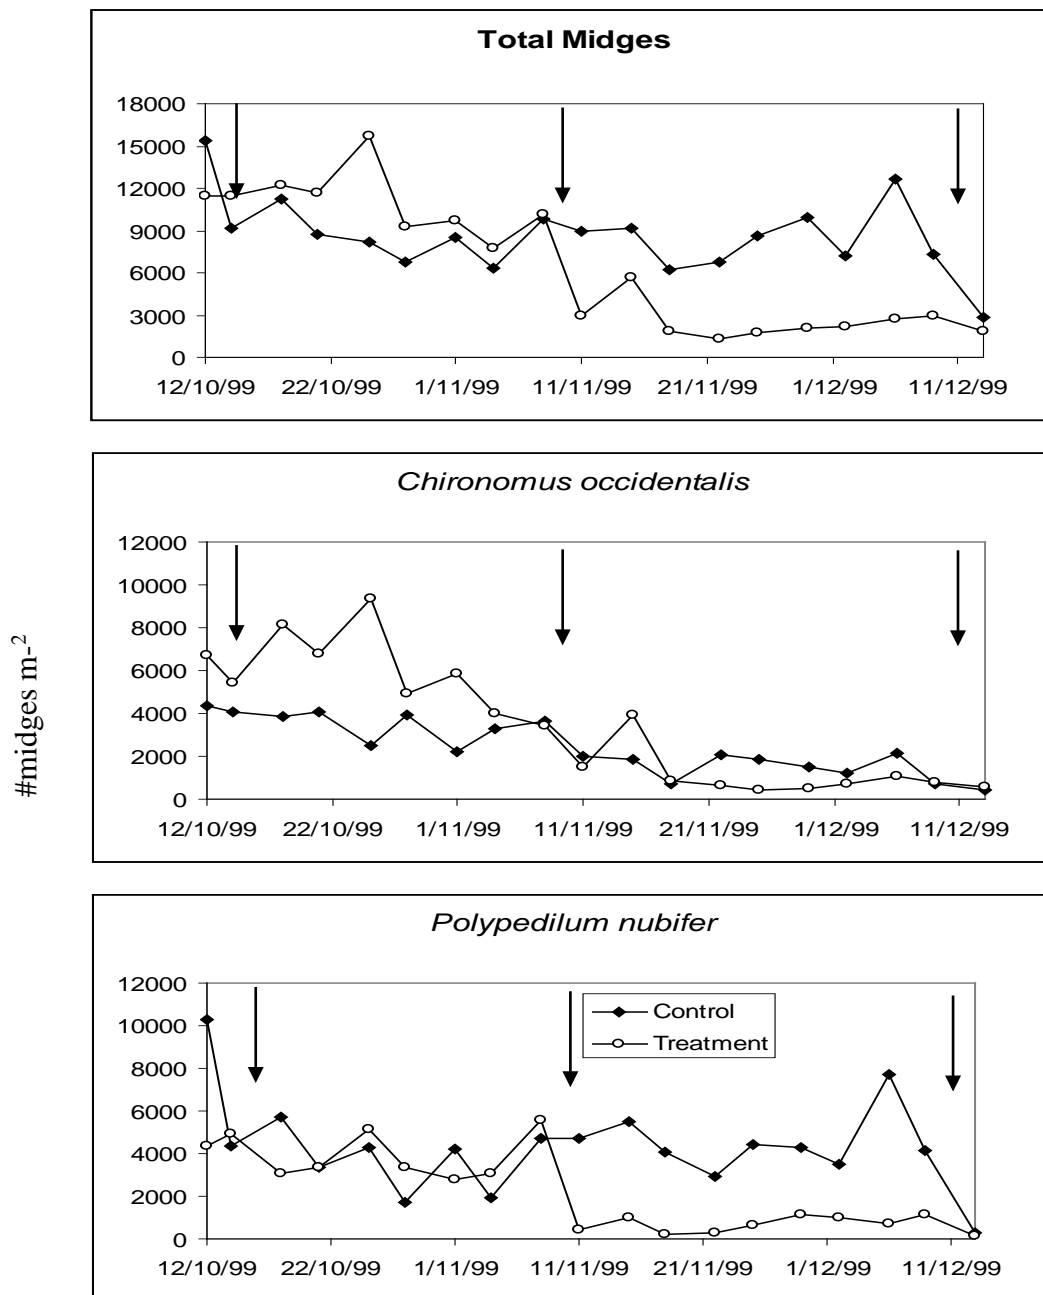 Total Midges
18000
15000
12000
9000
6000
3000
0
12/10/99 22/10/99 1/11/99 11/11/99 21/11/99 1/12/99 11/12/99
Chironomus occidentalis
12000
10000
8000
6000
4000
2000
0
12/10/99 22/10/99 1/11/99 11/11/99 21/11/99 1/12/99 11/12/99
#midges m-²
Polypedilum nubifer
12000
10000
8000
6000
4000
2000
0
Control
Treatment
12/10/99 22/10/99 1/11/99 11/11/99 21/11/99 1/12/99 11/12/99